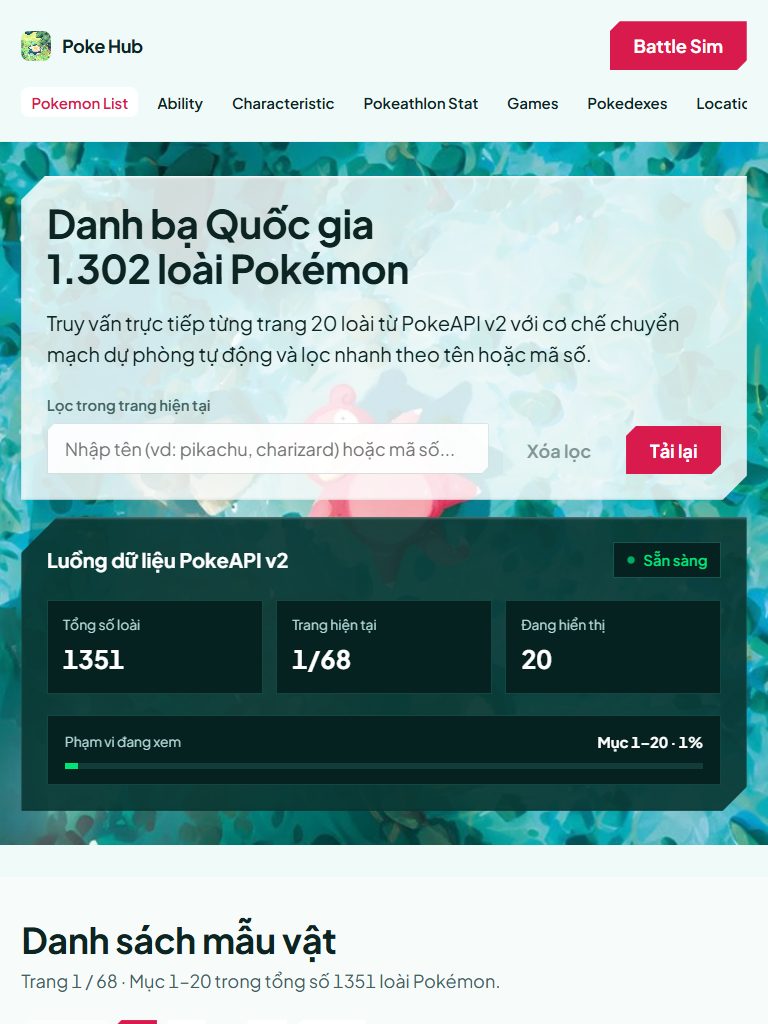 Poke Hub
Battle Sim
Pokemon List Ability Characteristic Pokeathlon Stat Games Pokedexes Locatio
Danh bạ Quốc gia
1.302 loài Pokémon
Truy vấn trực tiếp từng trang 20 loài từ PokeAPI v2 với cơ chế chuyển
mạch dự phòng tự động và lọc nhanh theo tên hoặc mã số.
Lọc trong trang hiện tại
Nhập tên (vd: pikachu, charizard) hoặc mã số... Xóa lọc Tải lại
Luồng dữ liệu PokeAPI v2 Sẵn sàng
Tổng số loài Trang hiện tại Đang hiển thị
1351 1/68 20
Phạm vi đang xem Mục 1–20 · 1%
Danh sách mẫu vật
Trang 1 / 68 · Mục 1–20 trong tổng số 1351 loài Pokémon.